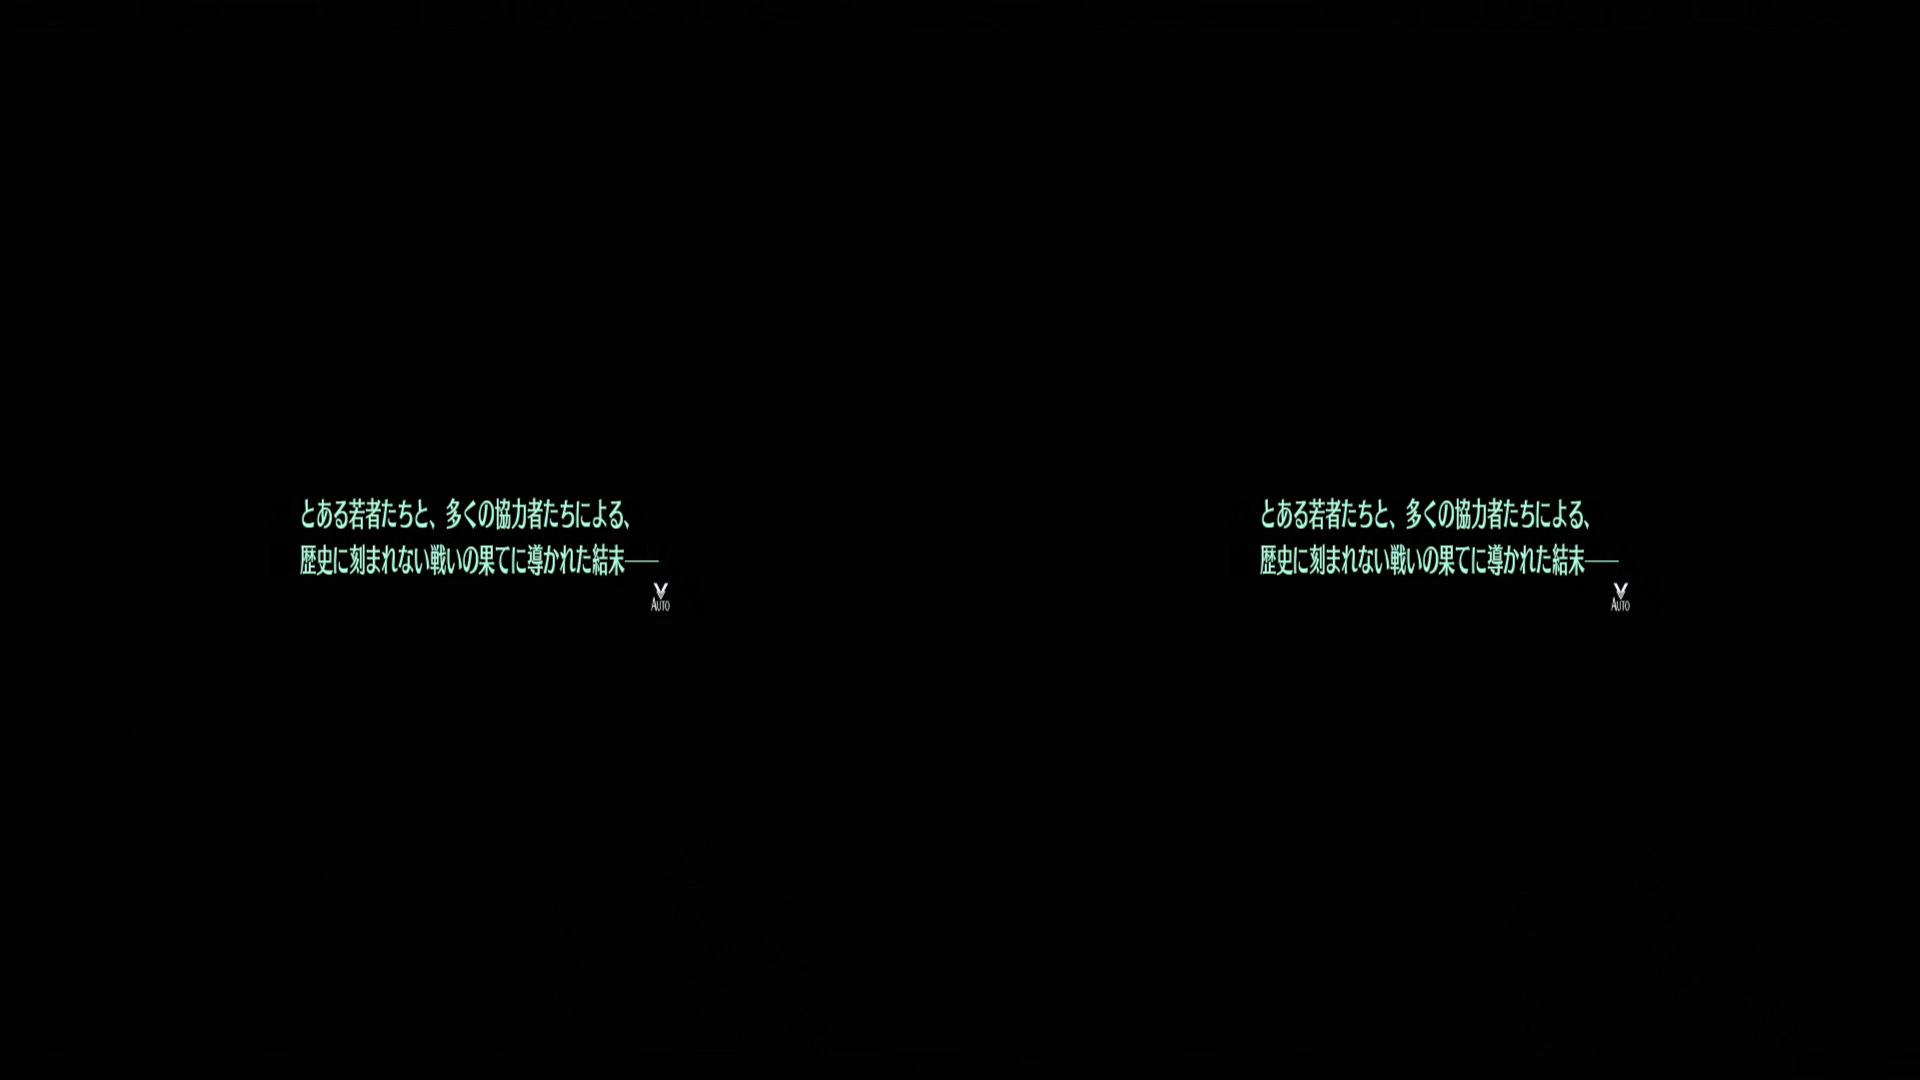 とある若者たちと、多くの協力者たちによる、
歴史に刻まれない戦いの果てに導かれた結末――
AUTO
とある若者たちと、多くの協力者たちによる、
歴史に刻まれない戦いの果てに導かれた結末――
AUTO